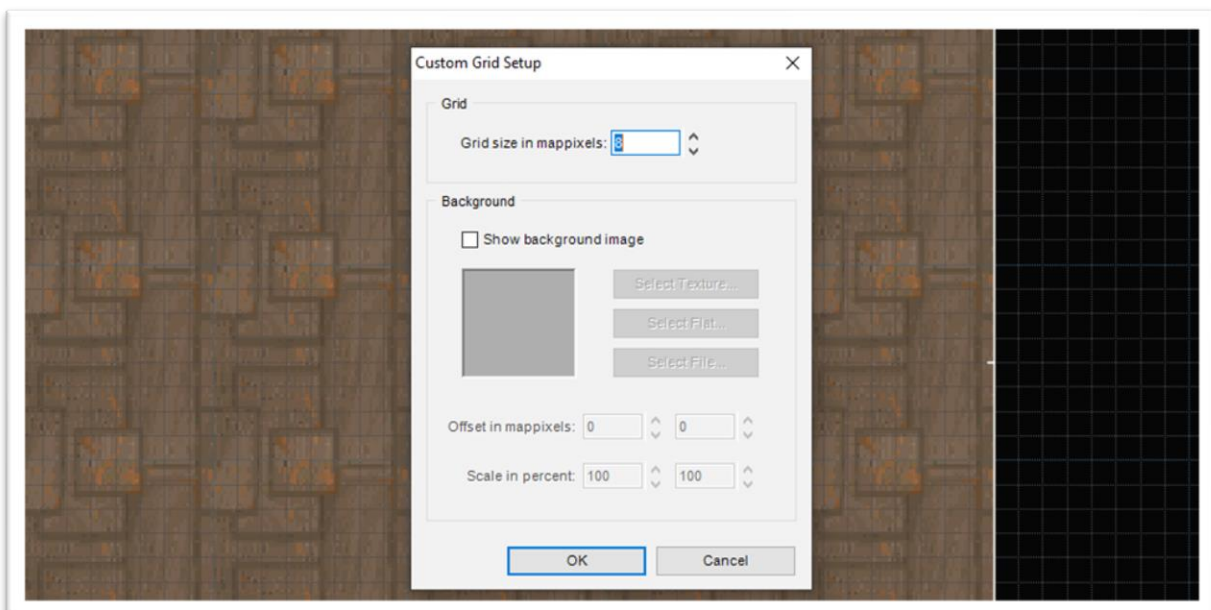 Custom Grid Setup
Grid
Grid size in mappixels: 8
Background
Show background image
Select Texture...
Select Flat...
Select File...
Offset in mappixels: 0 0
Scale in percent: 100 100
OK Cancel